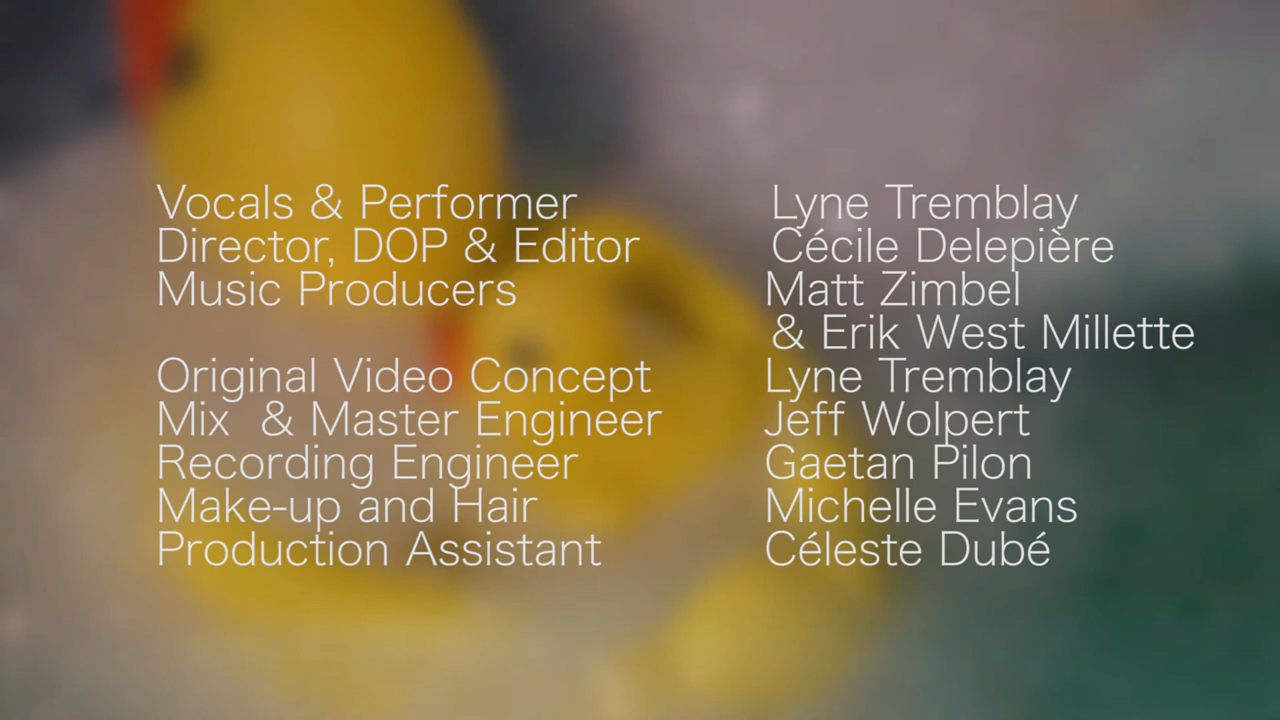 Vocals & Performer Lyne Tremblay
Director, DOP & Editor Cécile Delepière
Music Producers Matt Zimbel
& Erik West Millette
Original Video Concept Lyne Tremblay
Mix & Master Engineer Jeff Wolpert
Recording Engineer Gaetan Pilon
Make-up and Hair Michelle Evans
Production Assistant Céleste Dubé